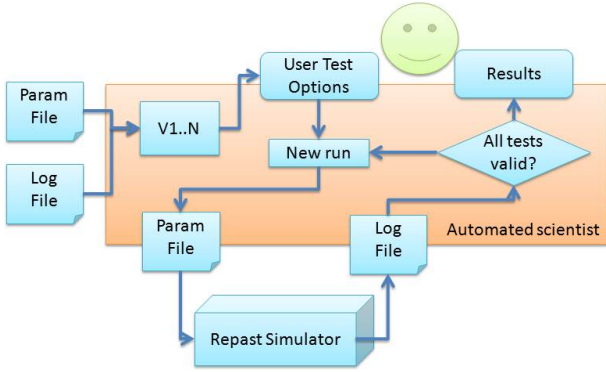 Param
File
Log
File
V1..N
User Test
Options
New run
Results
All tests
valid?
Param
File
Log
File
Automated scientist
Repast Simulator